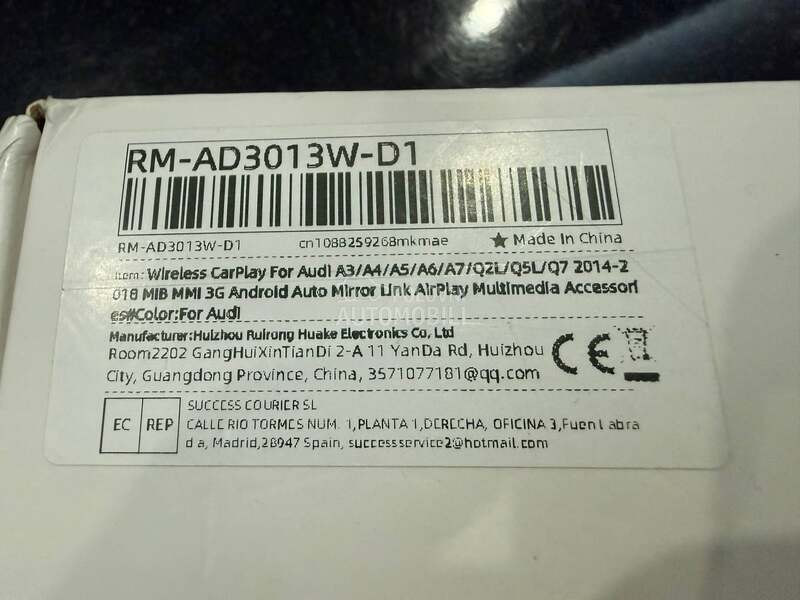 RM-AD3013W-D1
RM-AD3013W-D1 cn1088259268mkmae ★ Made In China
Item: Wireless CarPlay For Audi A3/A4/A5/A6/A7/Q2L/Q5L/Q7 2014-2
018 MIB MMI 3G Android Auto Mirror Link AirPlay Multimedia Accessori
es#Color:For Audi
AUTOMOBILI
Manufacturer:Huizhou Ruirong Huake Electronics Co, Ltd
Room2202 GangHuiXinTianDi 2-A 11 YanDa Rd, Huizhou
City, Guangdong Province, China, 3571077181@qq.com
CE
EC REP
SUCCESS COURIER SL
CALLE RIO TORMES NUM. 1,PLANTA 1,DERECHA, OFICINA 3,Fuenlabra
da, Madrid,28947 Spain, successservice2@hotmail.com